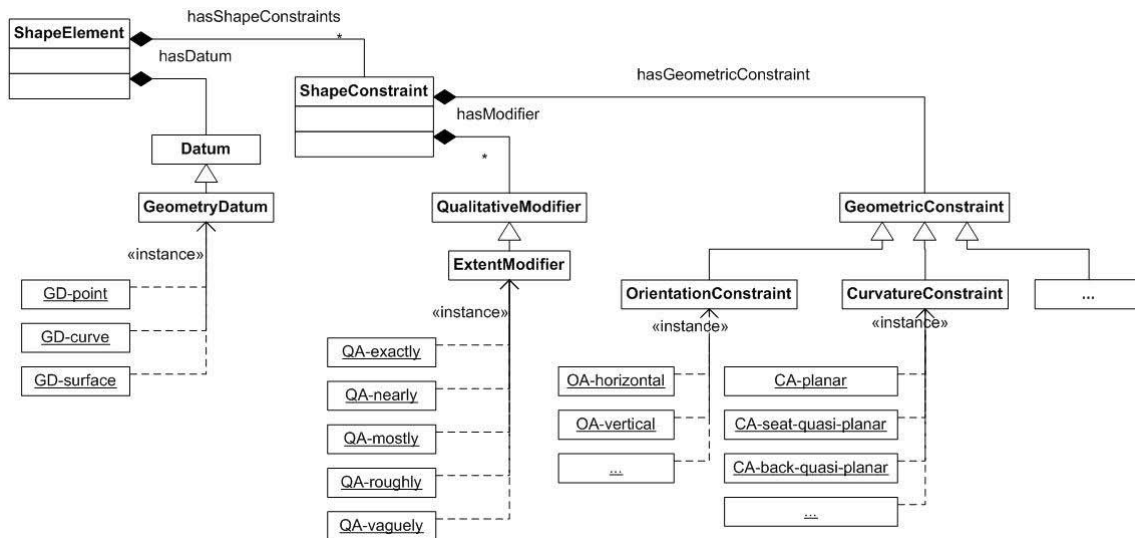 hasShapeConstraints
ShapeElement
*
hasDatum
hasGeometricConstraint
ShapeConstraint
hasModifier
*
Datum
GeometryDatum
QualitativeModifier
GeometricConstraint
«instance»
ExtentModifier
GD-point
OrientationConstraint
CurvatureConstraint
...
«instance»
«instance»
«instance»
GD-curve
QA-exactly
GD-surface
OA-horizontal
CA-planar
QA-nearly
OA-vertical
CA-seat-quasi-planar
QA-mostly
...
CA-back-quasi-planar
QA-roughly
...
QA-vaguely